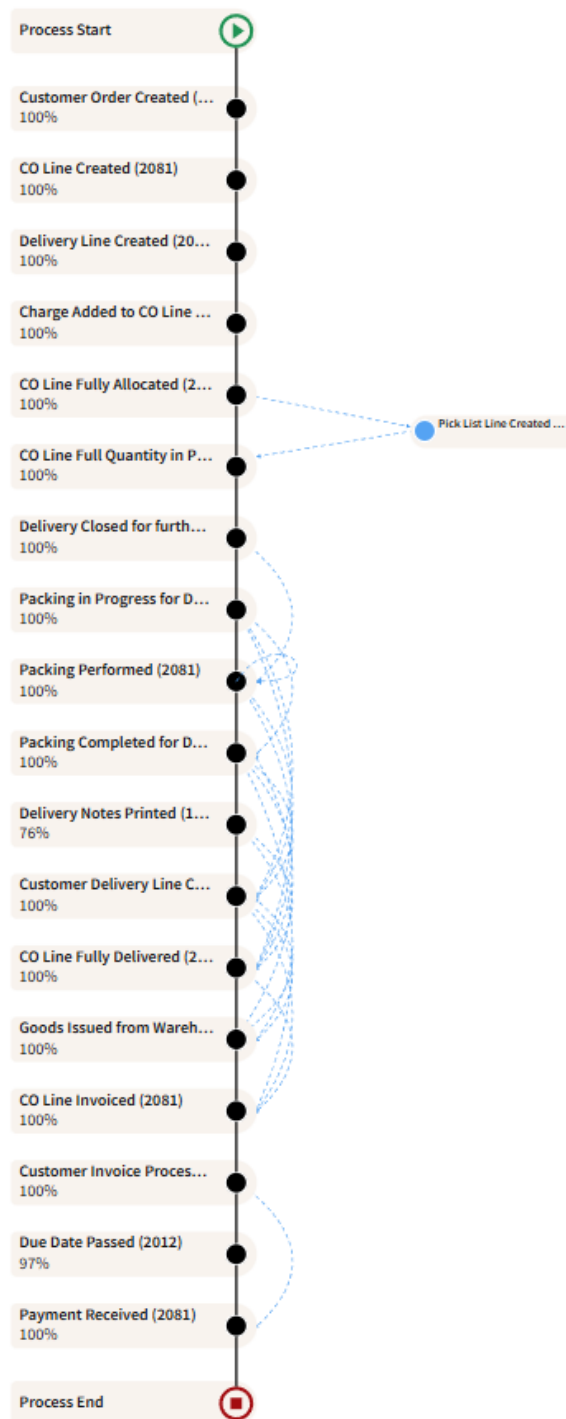 Process Start
Customer Order Created (...
100%
CO Line Created (2081)
100%
Delivery Line Created (20...
100%
Charge Added to CO Line ...
100%
CO Line Fully Allocated (2...
100%
Pick List Line Created ...
CO Line Full Quantity in P...
100%
Delivery Closed for furth...
100%
Packing in Progress for D...
100%
Packing Performed (2081)
100%
Packing Completed for D...
100%
Delivery Notes Printed (1...
76%
Customer Delivery Line C...
100%
CO Line Fully Delivered (2...
100%
Goods Issued from Wareh...
100%
CO Line Invoiced (2081)
100%
Customer Invoice Proces...
100%
Due Date Passed (2012)
97%
Payment Received (2081)
100%
Process End